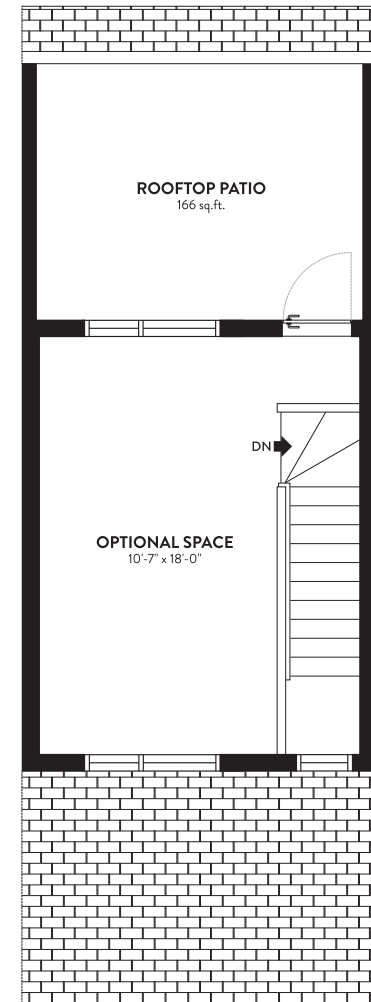 ROOFTOP PATIO
166 sq.ft.
DN
OPTIONAL SPACE
10'-7" x 18'-0"